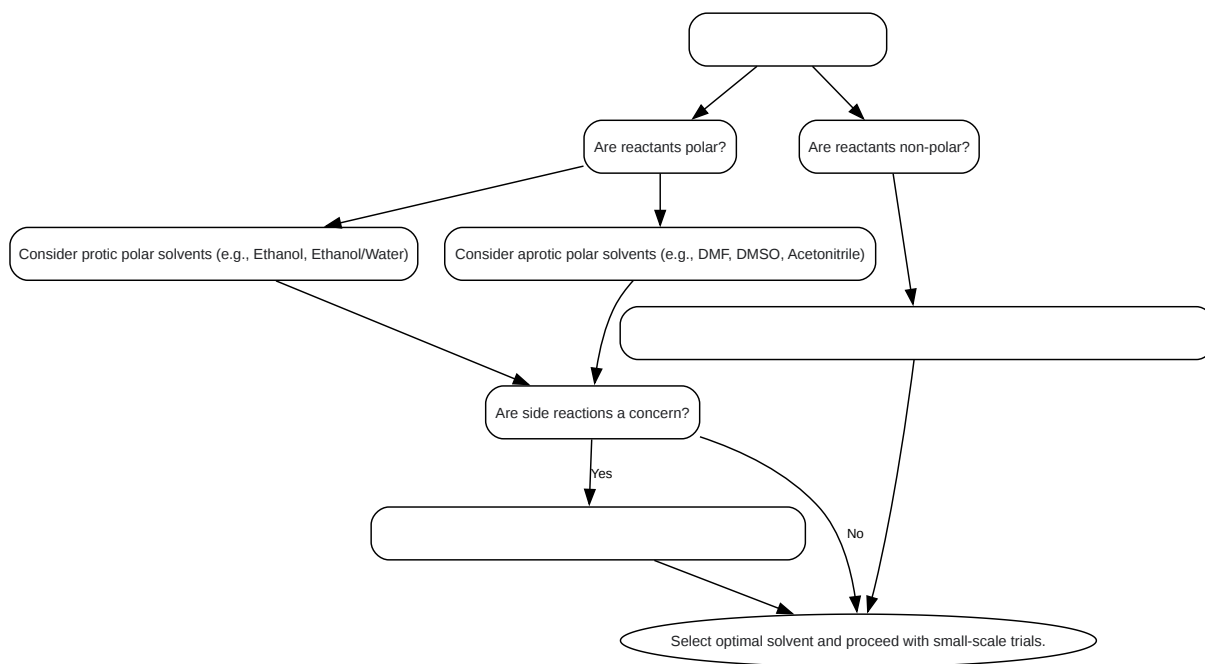 Are reactants polar?
Are reactants non-polar?
Consider protic polar solvents (e.g., Ethanol, Ethanol/Water)
Consider aprotic polar solvents (e.g., DMF, DMSO, Acetonitrile)
Are side reactions a concern?
Yes
No
Select optimal solvent and proceed with small-scale trials.